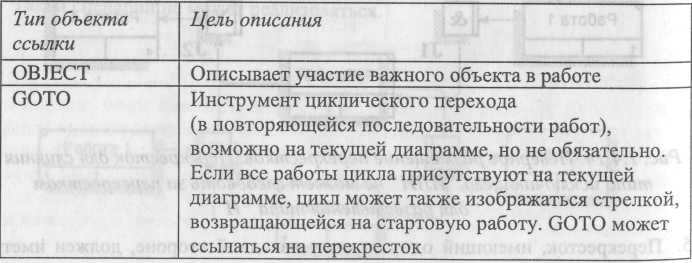 Тип объекта ссылки
Цель описания
OBJECT
Описывает участие важного объекта в работе
GOTO
Инструмент циклического перехода
(в повторяющейся последовательности работ),
возможно на текущей диаграмме, но не обязательно.
Если все работы цикла присутствуют на текущей
диаграмме, цикл может также изображаться стрелкой,
возвращающейся на стартовую работу. GOTO может
ссылаться на перекресток